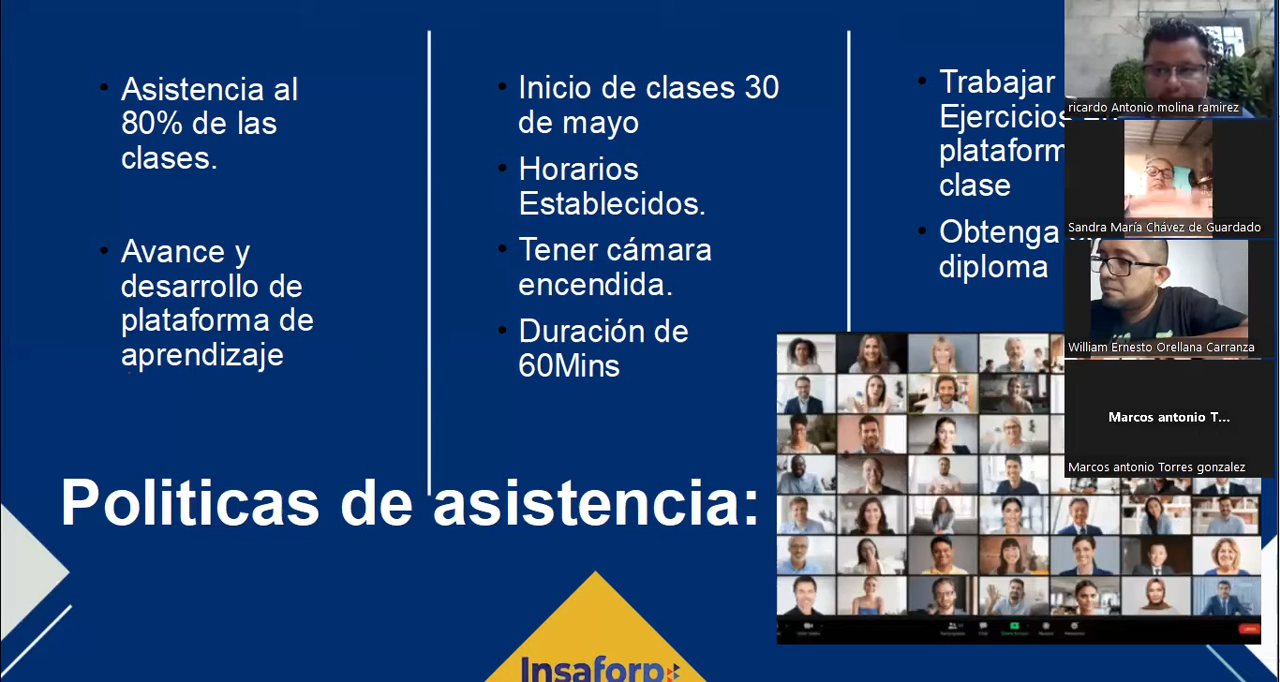 Asistencia al
80% de las
clases.
Avance y
desarrollo de
plataforma de
aprendizaje
Inicio de clases 30
de mayo
Horarios
Establecidos.
Tener cámara
encendida.
Duración de
60Mins
Trabajar
Ejercicios
plataform
clase
Obtenga
diploma
Politicas de asistencia:
Insaforp
ricardo Antonio molina ramirez
Sandra María Chávez de Guardado
William Ernesto Orellana Carranza
Marcos antonio T...
Marcos antonio Torres gonzalez